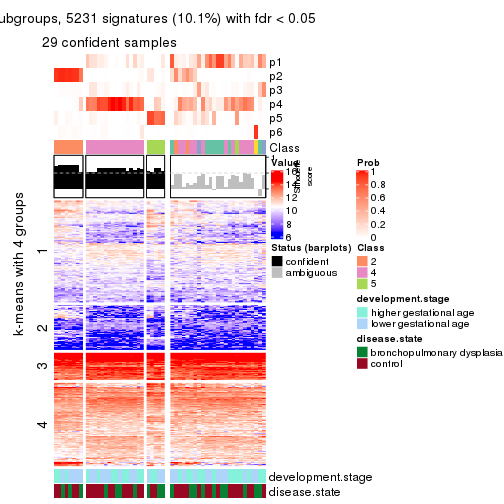 ubgroups, 5231 signatures (10.1%) with fdr < 0.05
29 confident samples
p1
p2
p3
p4
p5
p6
Class
Silhouette score
k-means with 4 groups
1
2
3
4
development.stage
disease.state
Value
16
14
12
10
8
6
Status (barplots)
confident
ambiguous
Prob
1
0.8
0.6
0.4
0.2
0
Class
2
4
5
development.stage
higher gestational age
lower gestational age
disease.state
bronchopulmonary dysplasia
control